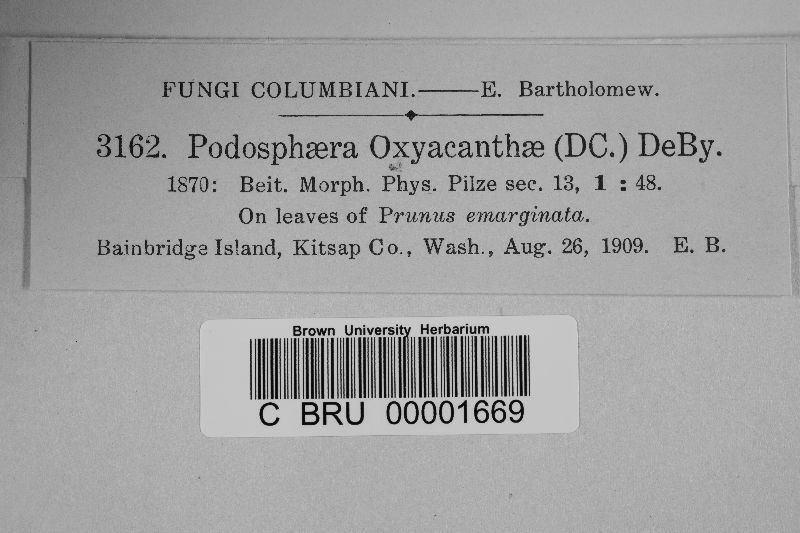 FUNGI COLUMBIANI.——E. Bartholomew.
3162. Podosphæra Oxyacanthæ (DC.) DeBy.
1870: Beit. Morph. Phys. Pilze sec. 13, 1 : 48.
On leaves of Prunus emarginata.
Bainbridge Island, Kitsap Co., Wash., Aug. 26, 1909. E. B.
Brown University Herbarium
C BRU 00001669